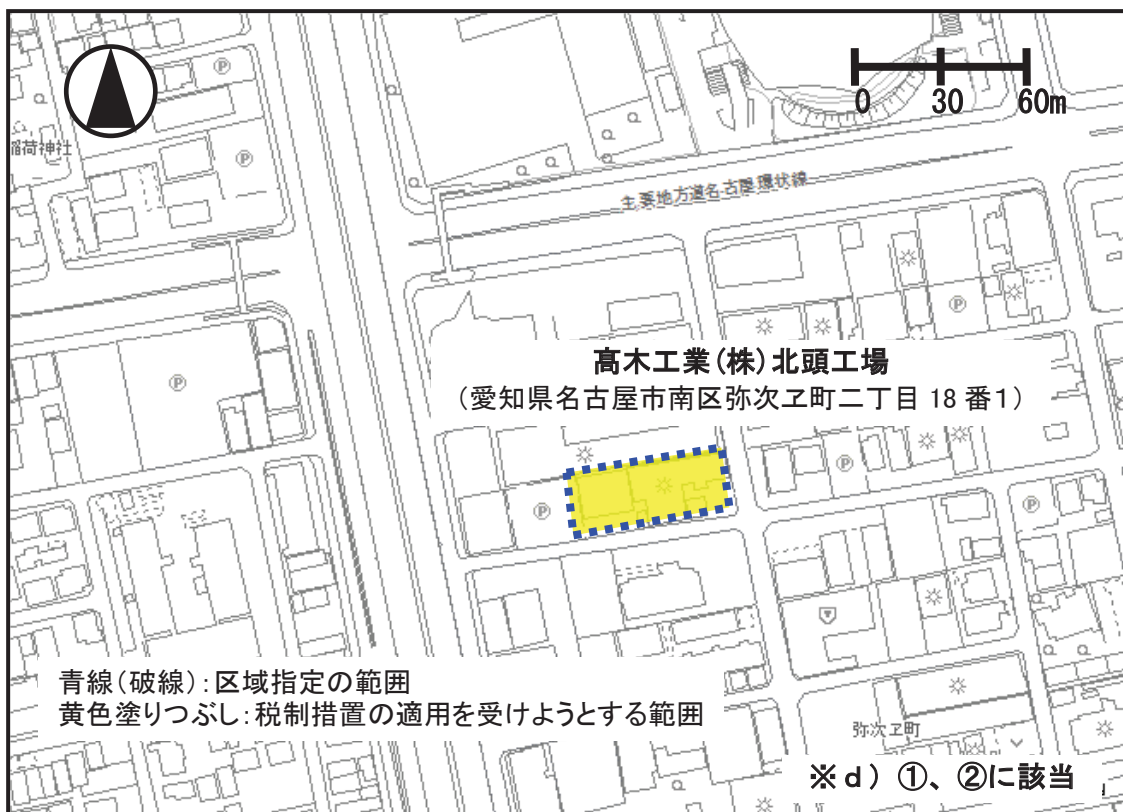 0 30 60m
稲荷神社
主要地方道名古屋環状線
髙木工業(株)北頭工場
(愛知県名古屋市南区弥次ヱ町二丁目 18 番1)
青線(破線):区域指定の範囲
黄色塗りつぶし:税制措置の適用を受けようとする範囲
弥次ヱ町
※d) ①、②に該当